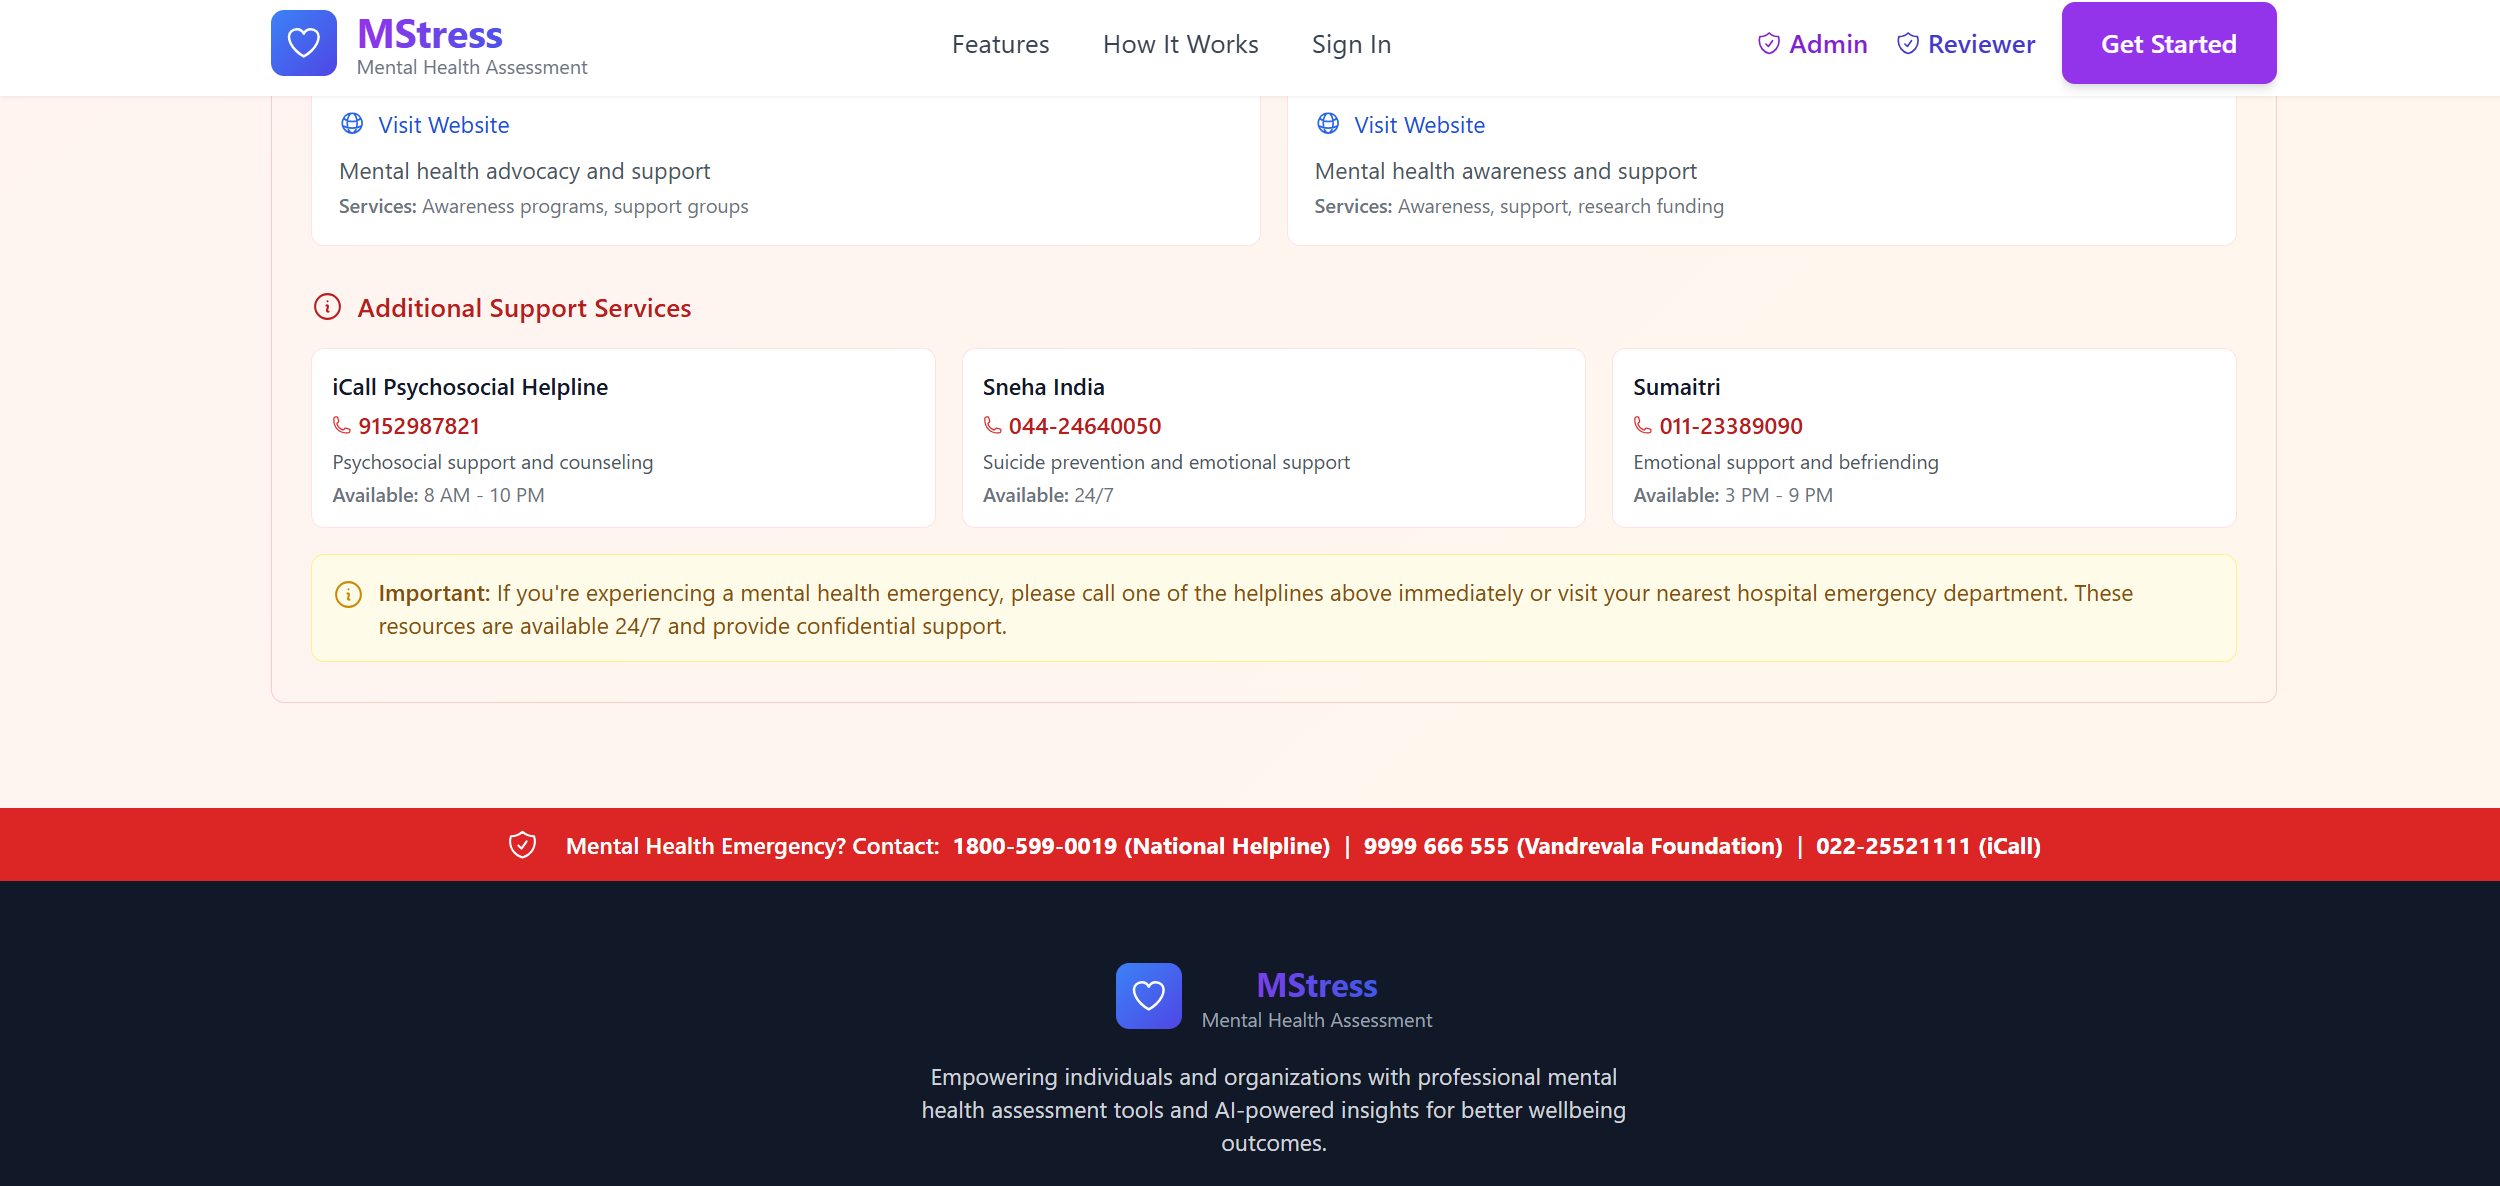 MStress
Mental Health Assessment
Features
How It Works
Sign In
Admin
Reviewer
Get Started
Visit Website
Mental health advocacy and support
Services: Awareness programs, support groups
Visit Website
Mental health awareness and support
Services: Awareness, support, research funding
Additional Support Services
iCall Psychosocial Helpline
9152987821
Psychosocial support and counseling
Available: 8 AM - 10 PM
Sneha India
044-24640050
Suicide prevention and emotional support
Available: 24/7
Sumaitri
011-23389090
Emotional support and befriending
Available: 3 PM - 9 PM
Important: If you're experiencing a mental health emergency, please call one of the helplines above immediately or visit your nearest hospital emergency department. These
resources are available 24/7 and provide confidential support.
Mental Health Emergency? Contact: 1800-599-0019 (National Helpline) | 9999 666 555 (Vandrevala Foundation) | 022-25521111 (iCall)
MStress
Mental Health Assessment
Empowering individuals and organizations with professional mental
health assessment tools and AI-powered insights for better wellbeing
outcomes.